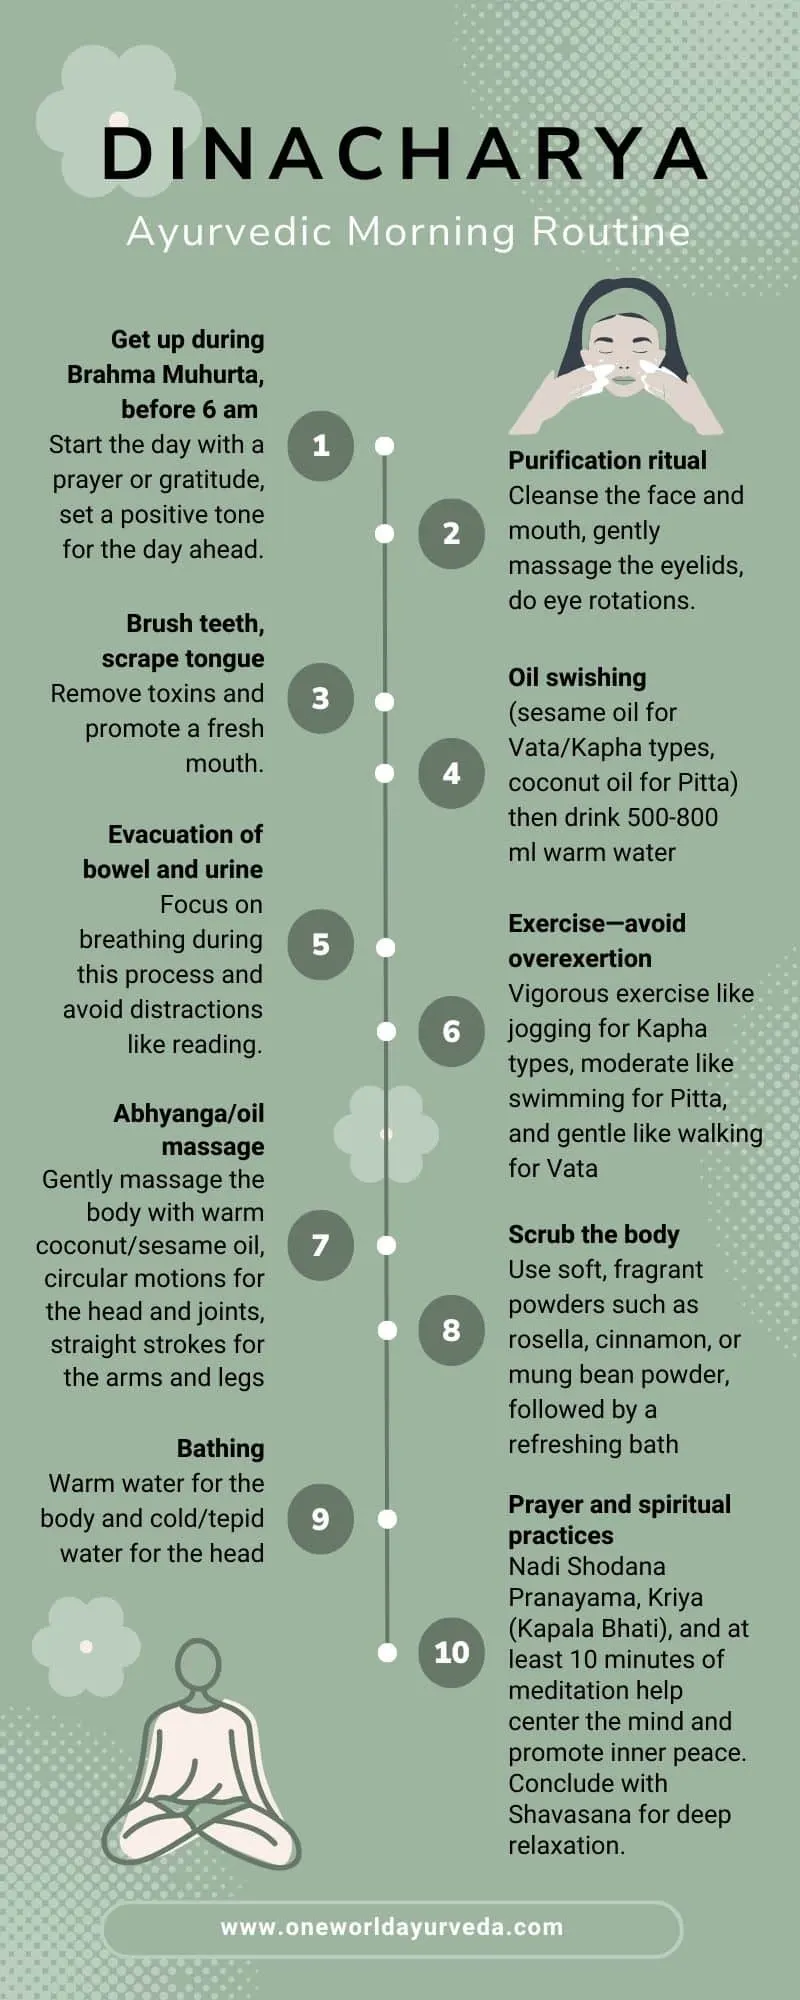 DINACHARYA
Ayurvedic Morning Routine
Get up during
Brahma Muhurta,
before 6 am
Start the day with a
prayer or gratitude,
set a positive tone
for the day ahead.
1
2
Purification ritual
Cleanse the face and
mouth, gently
massage the eyelids,
do eye rotations.
Brush teeth,
scrape tongue
Remove toxins and
promote a fresh
mouth.
3
4
Oil swishing
(sesame oil for
Vata/Kapha types,
coconut oil for Pitta)
then drink 500-800
ml warm water
Evacuation of
bowel and urine
Focus on
breathing during
this process and
avoid distractions
like reading.
5
6
Exercise—avoid
overexertion
Vigorous exercise like
jogging for Kapha
types, moderate like
swimming for Pitta,
and gentle like walking
for Vata
Abhyanga/oil
massage
Gently massage the
body with warm
coconut/sesame oil,
circular motions for
the head and joints,
straight strokes for
the arms and legs
7
8
Scrub the body
Use soft, fragrant
powders such as
rosella, cinnamon, or
mung bean powder,
followed by a
refreshing bath
Bathing
Warm water for the
body and cold/tepid
water for the head
9
10
Prayer and spiritual
practices
Nadi Shodana
Pranayama, Kriya
(Kapala Bhati), and at
least 10 minutes of
meditation help
center the mind and
promote inner peace.
Conclude with
Shavasana for deep
relaxation.
www.oneworldayurveda.com